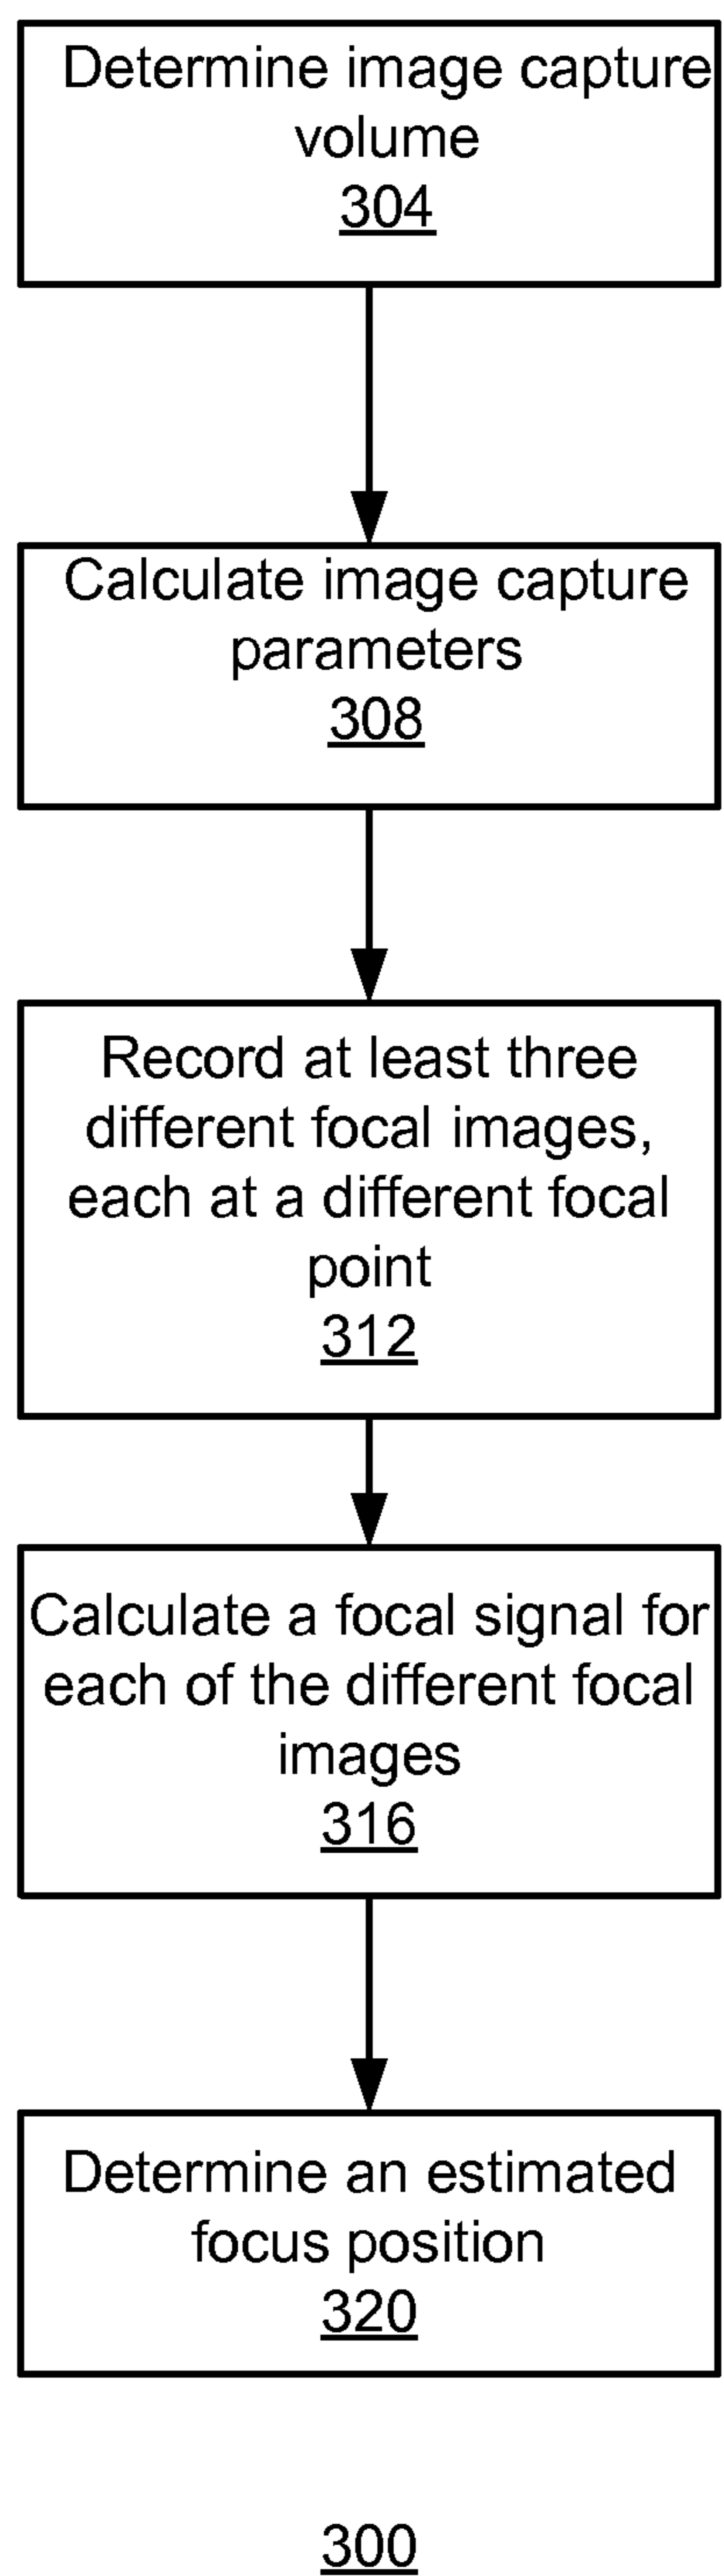 Determine image capture
volume
304
Calculate image capture
parameters
308
Record at least three
different focal images,
each at a different focal
point
312
Calculate a focal signal for
each of the different focal
images
316
Determine an estimated
focus position
320
300